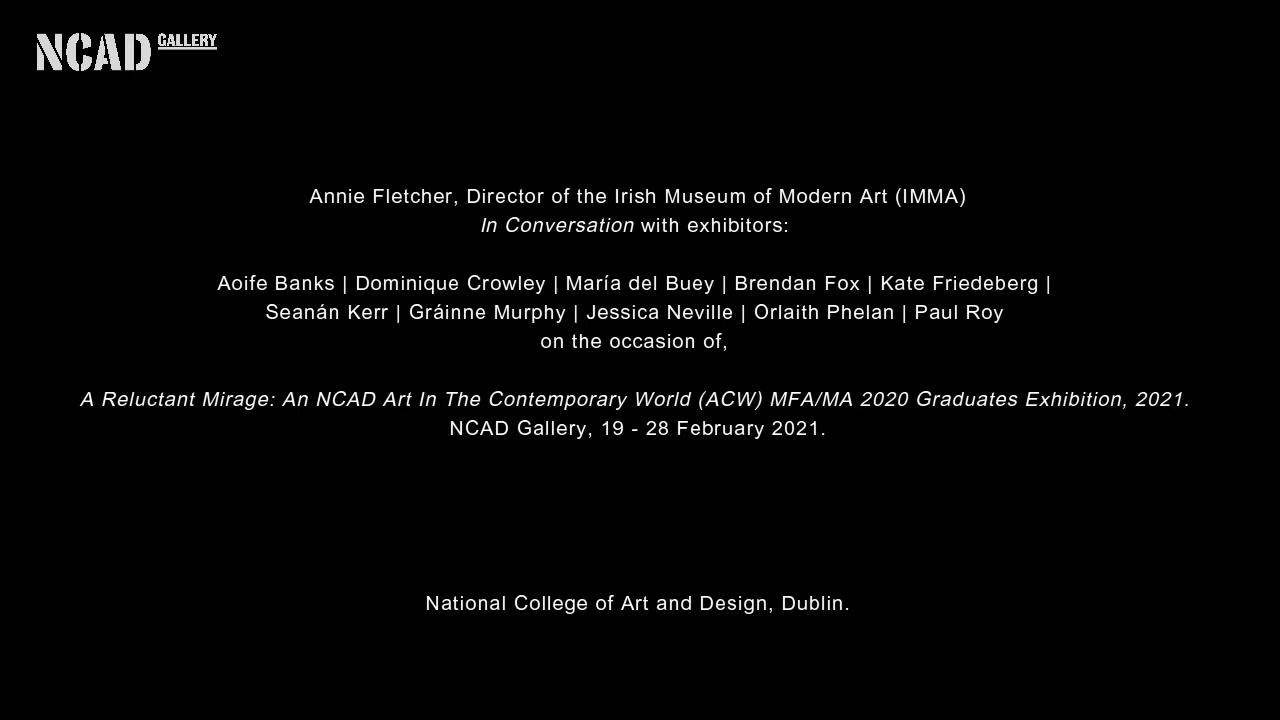 NCAD GALLERY
Annie Fletcher, Director of the Irish Museum of Modern Art (IMMA)
In Conversation with exhibitors:
Aoife Banks | Dominique Crowley | María del Buey | Brendan Fox | Kate Friedeberg |
Seanán Kerr | Gráinne Murphy | Jessica Neville | Orlaith Phelan | Paul Roy
on the occasion of,
A Reluctant Mirage: An NCAD Art In The Contemporary World (ACW) MFA/MA 2020 Graduates Exhibition, 2021.
NCAD Gallery, 19 - 28 February 2021.
National College of Art and Design, Dublin.